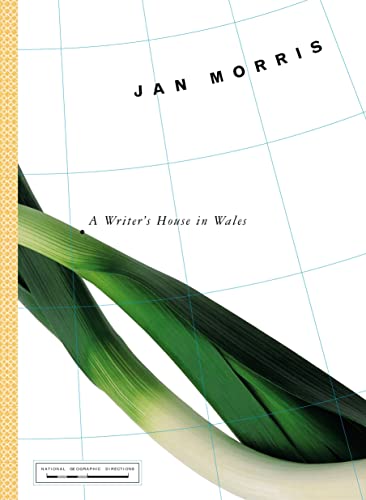 JAN MORRIS
A Writer's House in Wales
NATIONAL GEOGRAPHIC DIRECTIONS